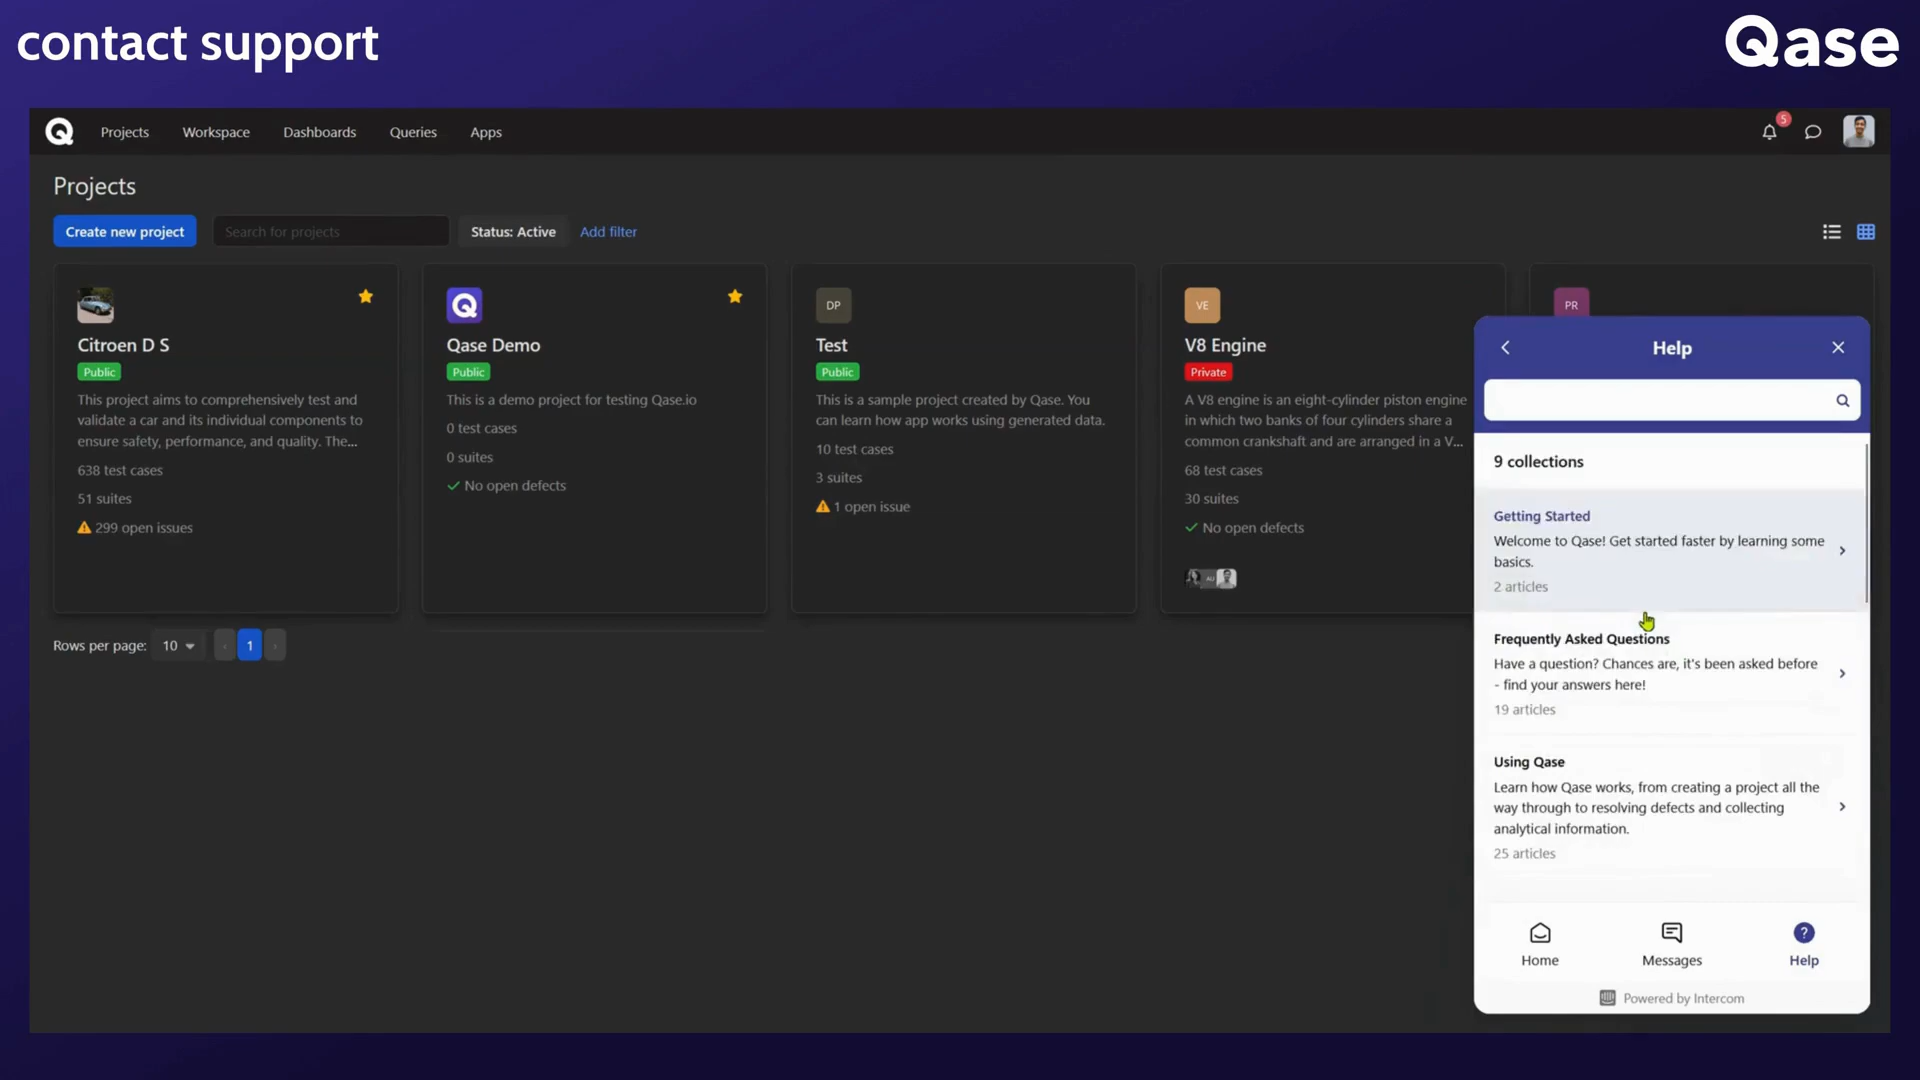 contact support
Qase
Projects
Workspace
Dashboards
Queries
Apps
5
Projects
Create new project
Search for projects
Status: Active
Add filter
Citroen D S
Public
This project aims to comprehensively test and
validate a car and its individual components to
ensure safety, performance, and quality. The...
638 test cases
51 suites
299 open issues
Qase Demo
Public
This is a demo project for testing Qase.io
0 test cases
0 suites
No open defects
DP
Test
Public
This is a sample project created by Qase. You
can learn how app works using generated data.
10 test cases
3 suites
1 open issue
VE
V8 Engine
Private
A V8 engine is an eight-cylinder piston engine
in which two banks of four cylinders share a
common crankshaft and are arranged in a V...
68 test cases
30 suites
No open defects
AU
PR
Rows per page:
10
1
Help
9 collections
Getting Started
Welcome to Qase! Get started faster by learning some
basics.
2 articles
Frequently Asked Questions
Have a question? Chances are, it's been asked before
- find your answers here!
19 articles
Using Qase
Learn how Qase works, from creating a project all the
way through to resolving defects and collecting
analytical information.
25 articles
Home
Messages
Help
Powered by Intercom